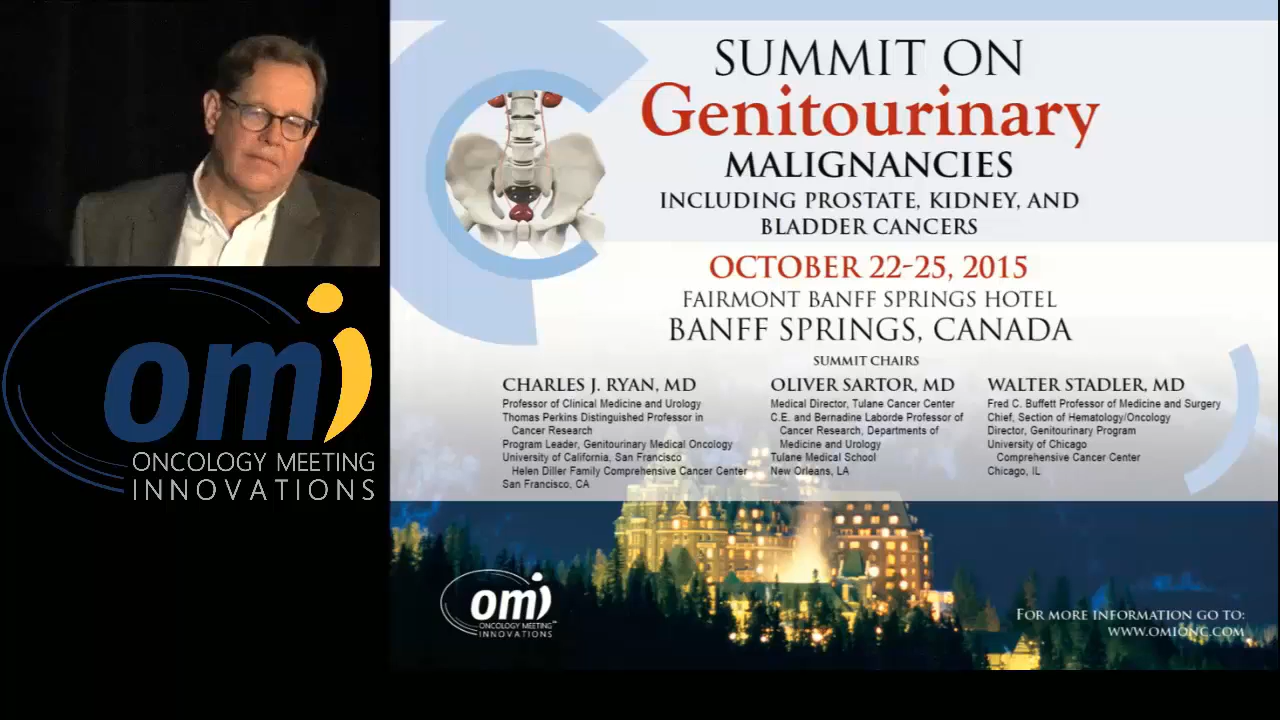 SUMMIT ON
Genitourinary
MALIGNANCIES
INCLUDING PROSTATE, KIDNEY, AND
BLADDER CANCERS
OCTOBER 22-25, 2015
FAIRMONT BANFF SPRINGS HOTEL
BANFF SPRINGS, CANADA
SUMMIT CHAIRS
CHARLES J. RYAN, MD
Professor of Clinical Medicine and Urology
Thomas Perkins Distinguished Professor in
Cancer Research
Program Leader, Genitourinary Medical Oncology
University of California, San Francisco
Helen Diller Family Comprehensive Cancer Center
San Francisco, CA
OLIVER SARTOR, MD
Medical Director, Tulane Cancer Center
C.E. and Bernadine Laborde Professor of
Cancer Research, Departments of
Medicine and Urology
Tulane Medical School
New Orleans, LA
WALTER STADLER, MD
Fred C. Buffett Professor of Medicine and Surgery
Chief, Section of Hematology/Oncology
Director, Genitourinary Program
University of Chicago
Comprehensive Cancer Center
Chicago, IL
omi
ONCOLOGY MEETING
INNOVATIONS
omi
ONCOLOGY MEETING™
INNOVATIONS
FOR MORE INFORMATION GO TO:
WWW.OMIONC.COM